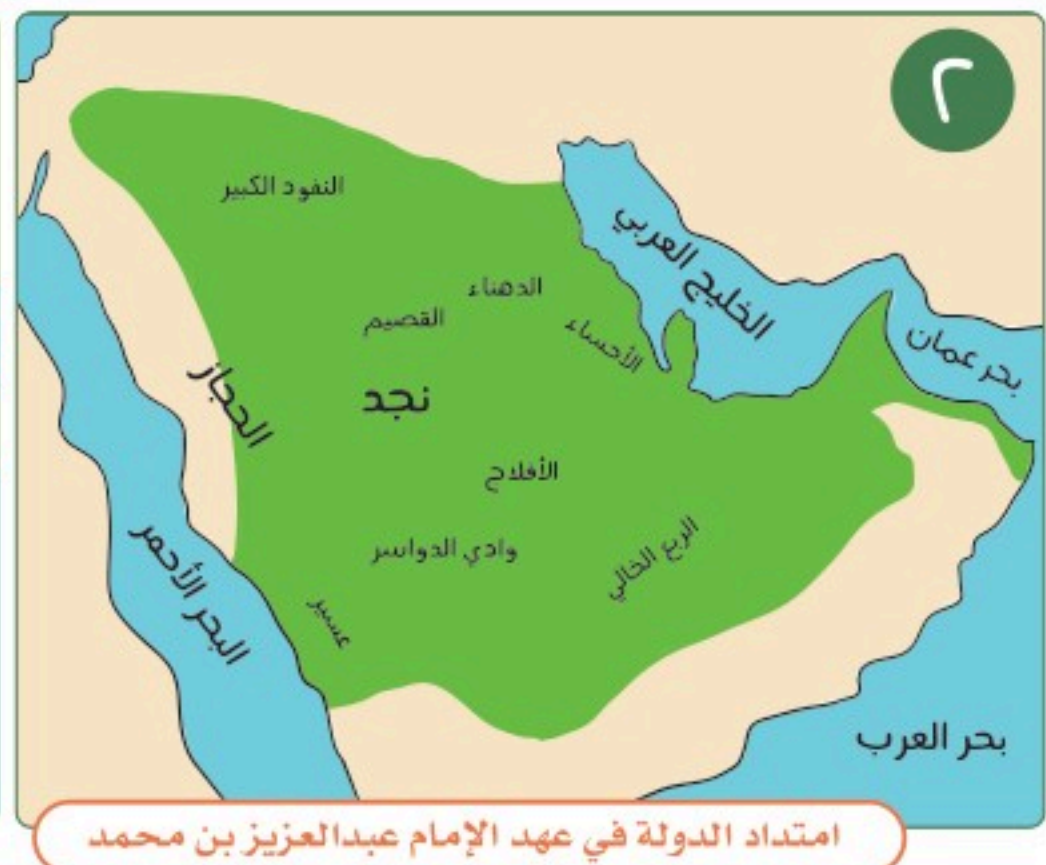 ٢
النفود الكبير
الخليج العربي
الدهناء
القصيم
الأحساء
بحر عمان
الحجاز
نجد
الأفلاج
وادي الدواسر
الربع الخالي
البحر الأحمر
عسير
بحر العرب
امتداد الدولة في عهد الإمام عبدالعزيز بن محمد